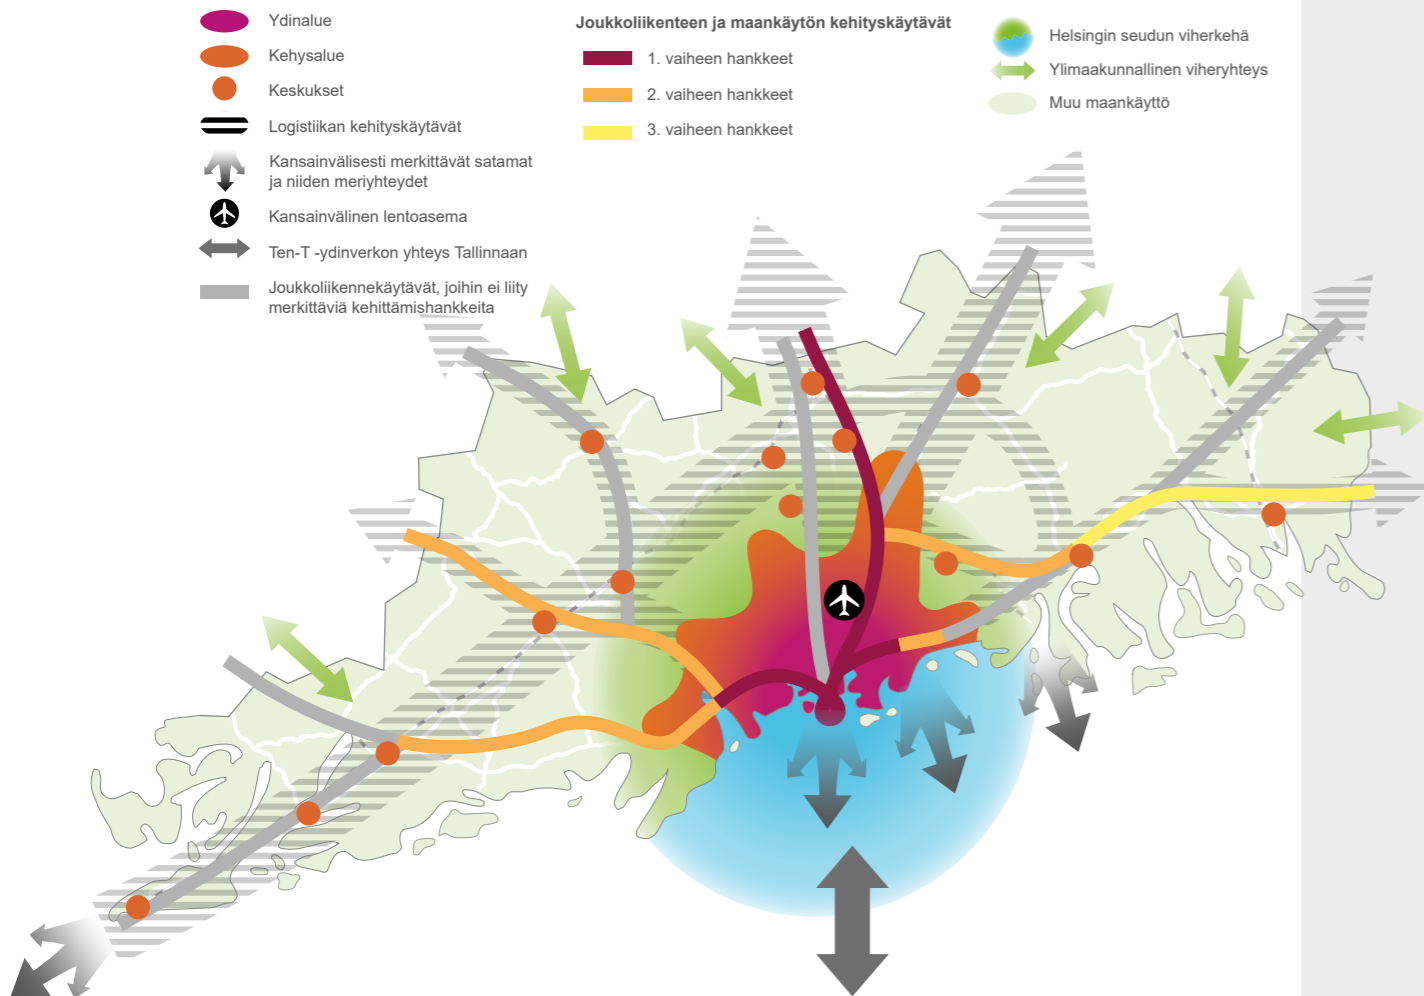 Ydinalue
Kehysalue
Keskukset
Logistiikan kehityskäytävät
Kansainvälisesti merkittävät satamat
ja niiden meriyhteydet
Kansainvälinen lentoasema
Ten-T -ydinverkon yhteys Tallinnaan
Joukkoliikennekäytävät, joihin ei liity
merkittäviä kehittämishankkeita
Joukkoliikenteen ja maankäytön kehityskäytävät
1. vaiheen hankkeet
2. vaiheen hankkeet
3. vaiheen hankkeet
Helsingin seudun viherkehä
Ylimaakunnallinen viheryhteys
Muu maankäyttö